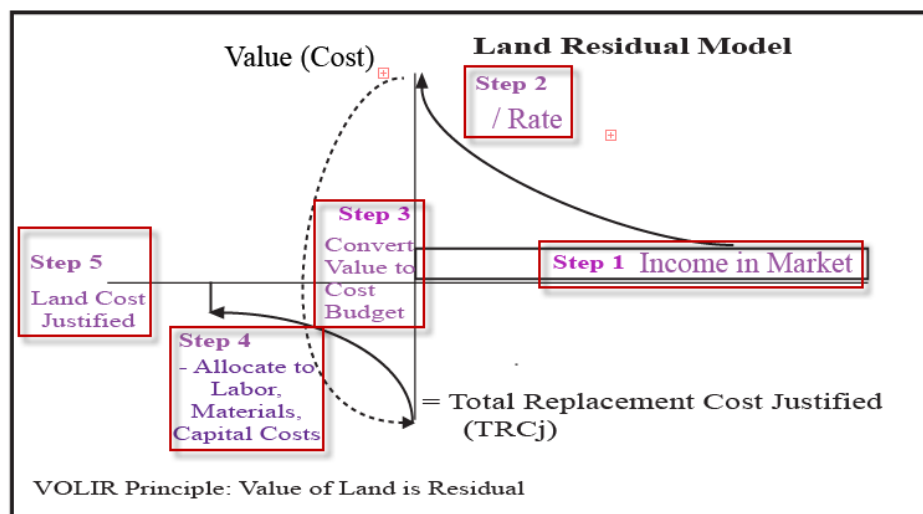 Land Residual Model
Value (Cost)
Step 2
/ Rate
Step 3
Convert
Value to
Cost
Budget
Step 1 Income in Market
Step 5
Land Cost
Justified
Step 4
- Allocate to
Labor,
Materials,
Capital Costs
= Total Replacement Cost Justified
(TRCj)
VOLIR Principle: Value of Land is Residual